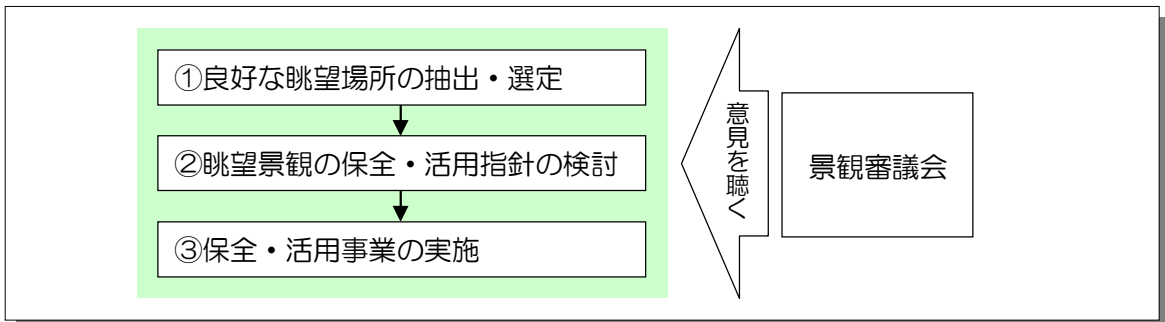 ①良好な眺望場所の抽出・選定
②眺望景観の保全・活用指針の検討
③保全・活用事業の実施
意見を聴く
景観審議会